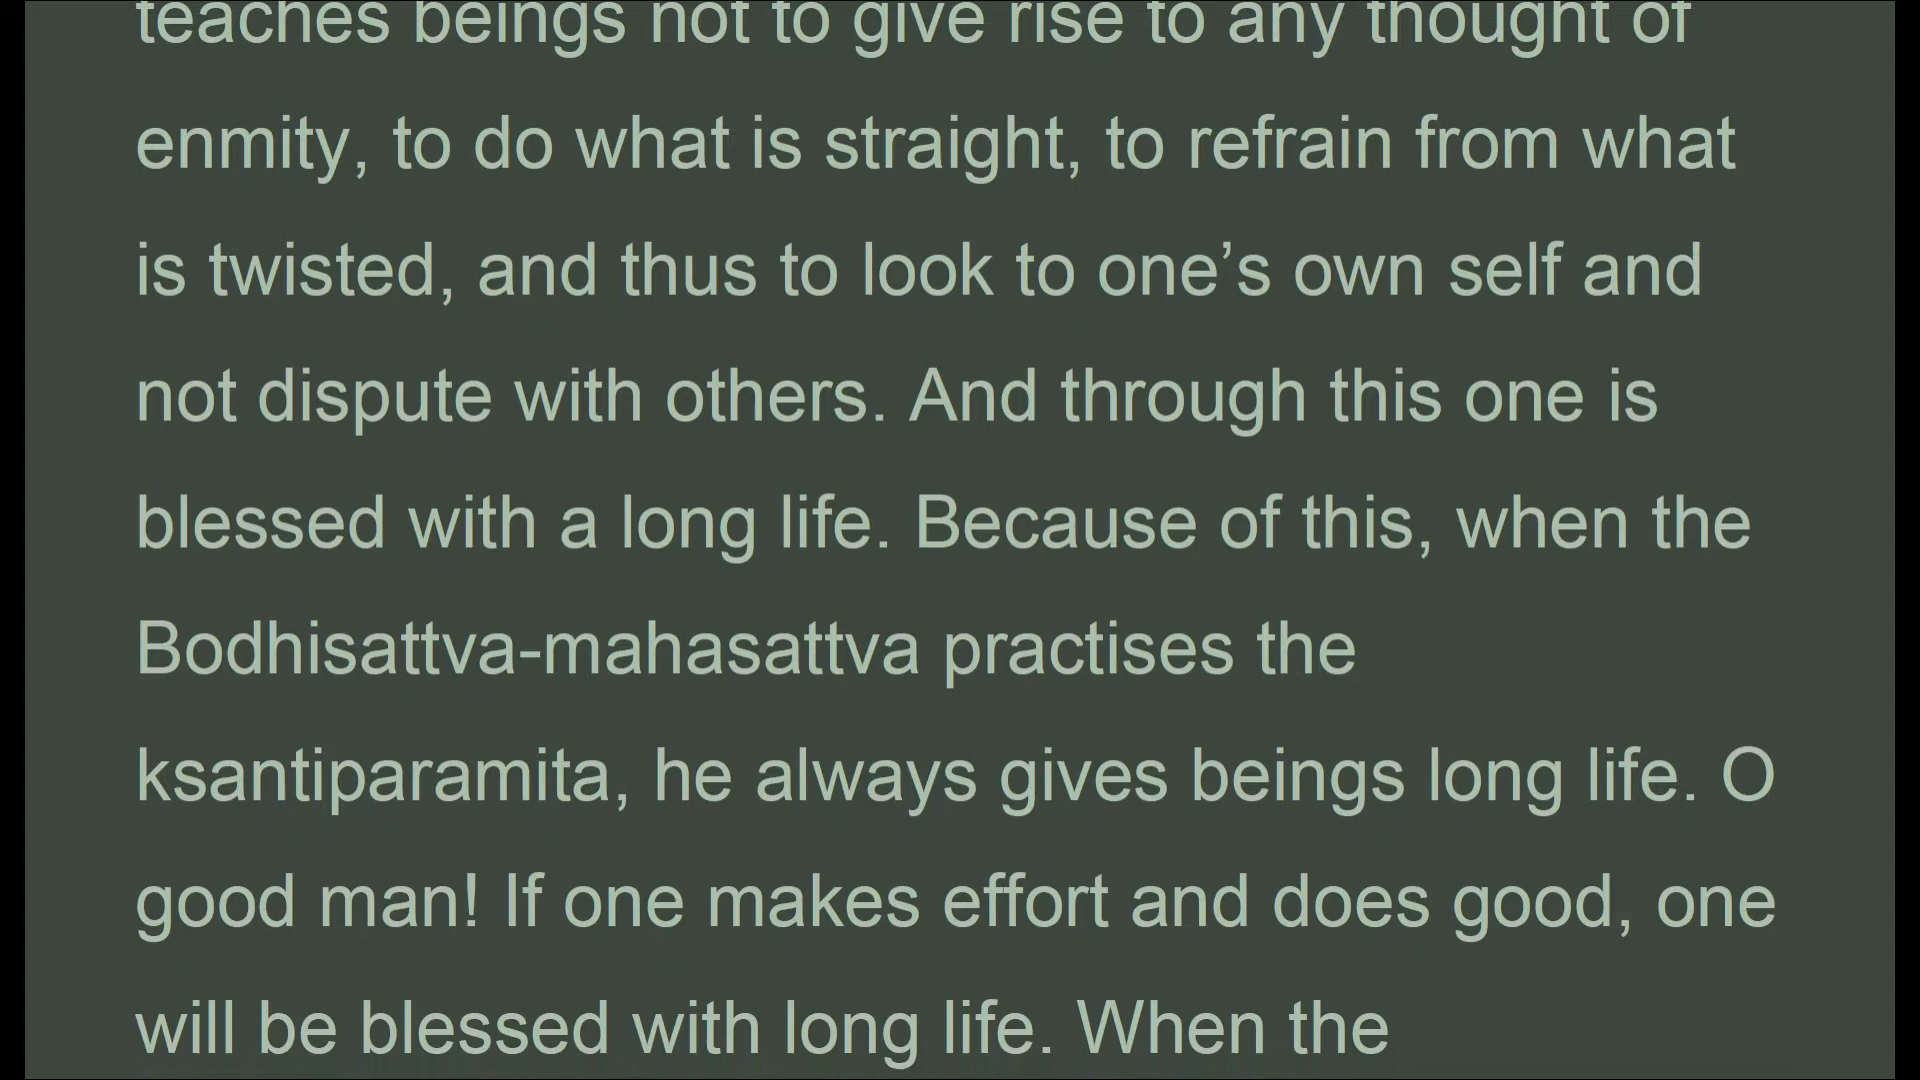 teaches beings not to give rise to any thought of
enmity, to do what is straight, to refrain from what
is twisted, and thus to look to one’s own self and
not dispute with others. And through this one is
blessed with a long life. Because of this, when the
Bodhisattva-mahasattva practises the
ksantiparamita, he always gives beings long life. O
good man! If one makes effort and does good, one
will be blessed with long life. When the